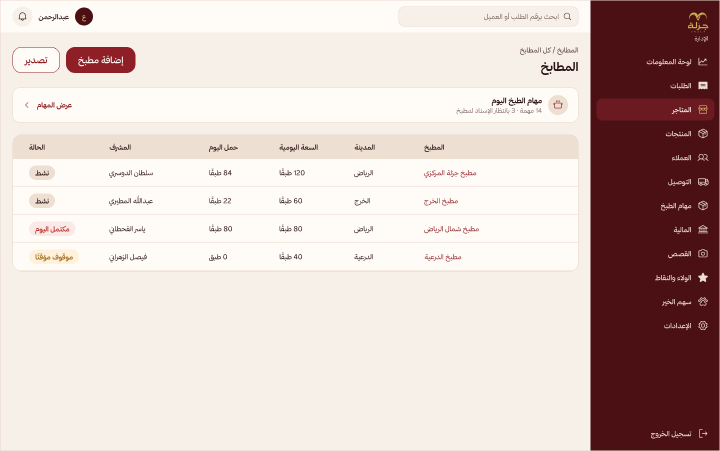 جزلة
الإدارة
لوحة المعلومات
الطلبات
المتاجر
المنتجات
العملاء
التوصيل
مهام الطبخ
المالية
القصص
الولاء والنقاط
سهم الخير
الإعدادات
تسجيل الخروج
ابحث برقم الطلب أو العميل
عبدالرحمن
ع
المطابخ / كل المطابخ
المطابخ
إضافة مطبخ
تصدير
مهام الطبخ اليوم
14 مهمة · 3 بانتظار الإسناد لمطبخ
عرض المهام
المطبخ المدينة السعة اليومية حمل اليوم المشرف الحالة
مطبخ جزلة المركزي الرياض 120 طبقًا 84 طبقًا سلطان الدوسري نشط
مطبخ الخرج الخرج 60 طبقًا 22 طبقًا عبدالله المطيري نشط
مطبخ شمال الرياض الرياض 80 طبقًا 80 طبقًا ياسر القحطاني مكتمل اليوم
مطبخ الدرعية الدرعية 40 طبقًا 0 طبق فيصل الزهراني موقوف مؤقتًا